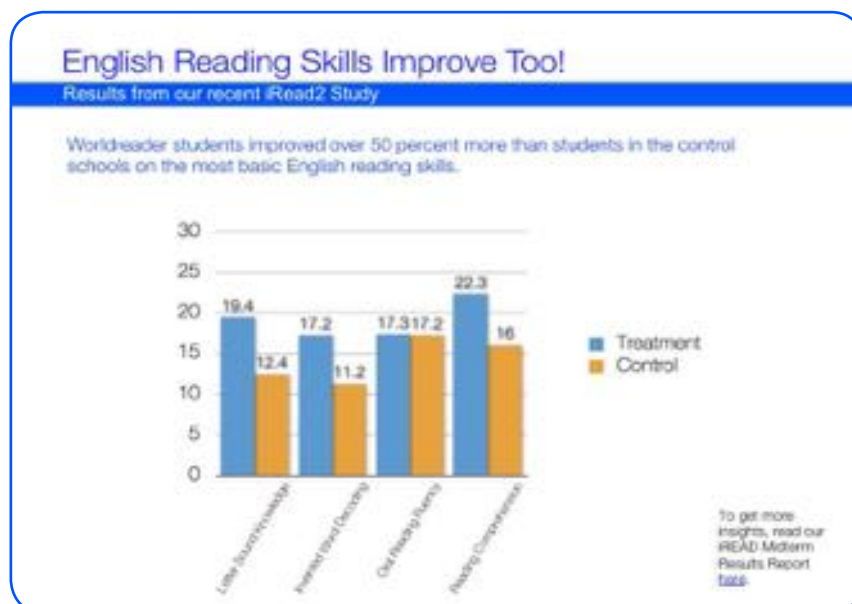 English Reading Skills Improve Too!
Results from our recent iRead2 Study
Worldreader students improved over 50 percent more than students in the control
schools on the most basic English reading skills.
30
25
20
15
10
5
0
19.4
12.4
17.2
11.2
17.3
17.2
22.3
16
Treatment
Control
Letter Sound Knowledge
Invented Word Decoding
Oral Reading Fluency
Reading Comprehension
To get more
insights, read our
iREAD Midterm
Results Report
here.